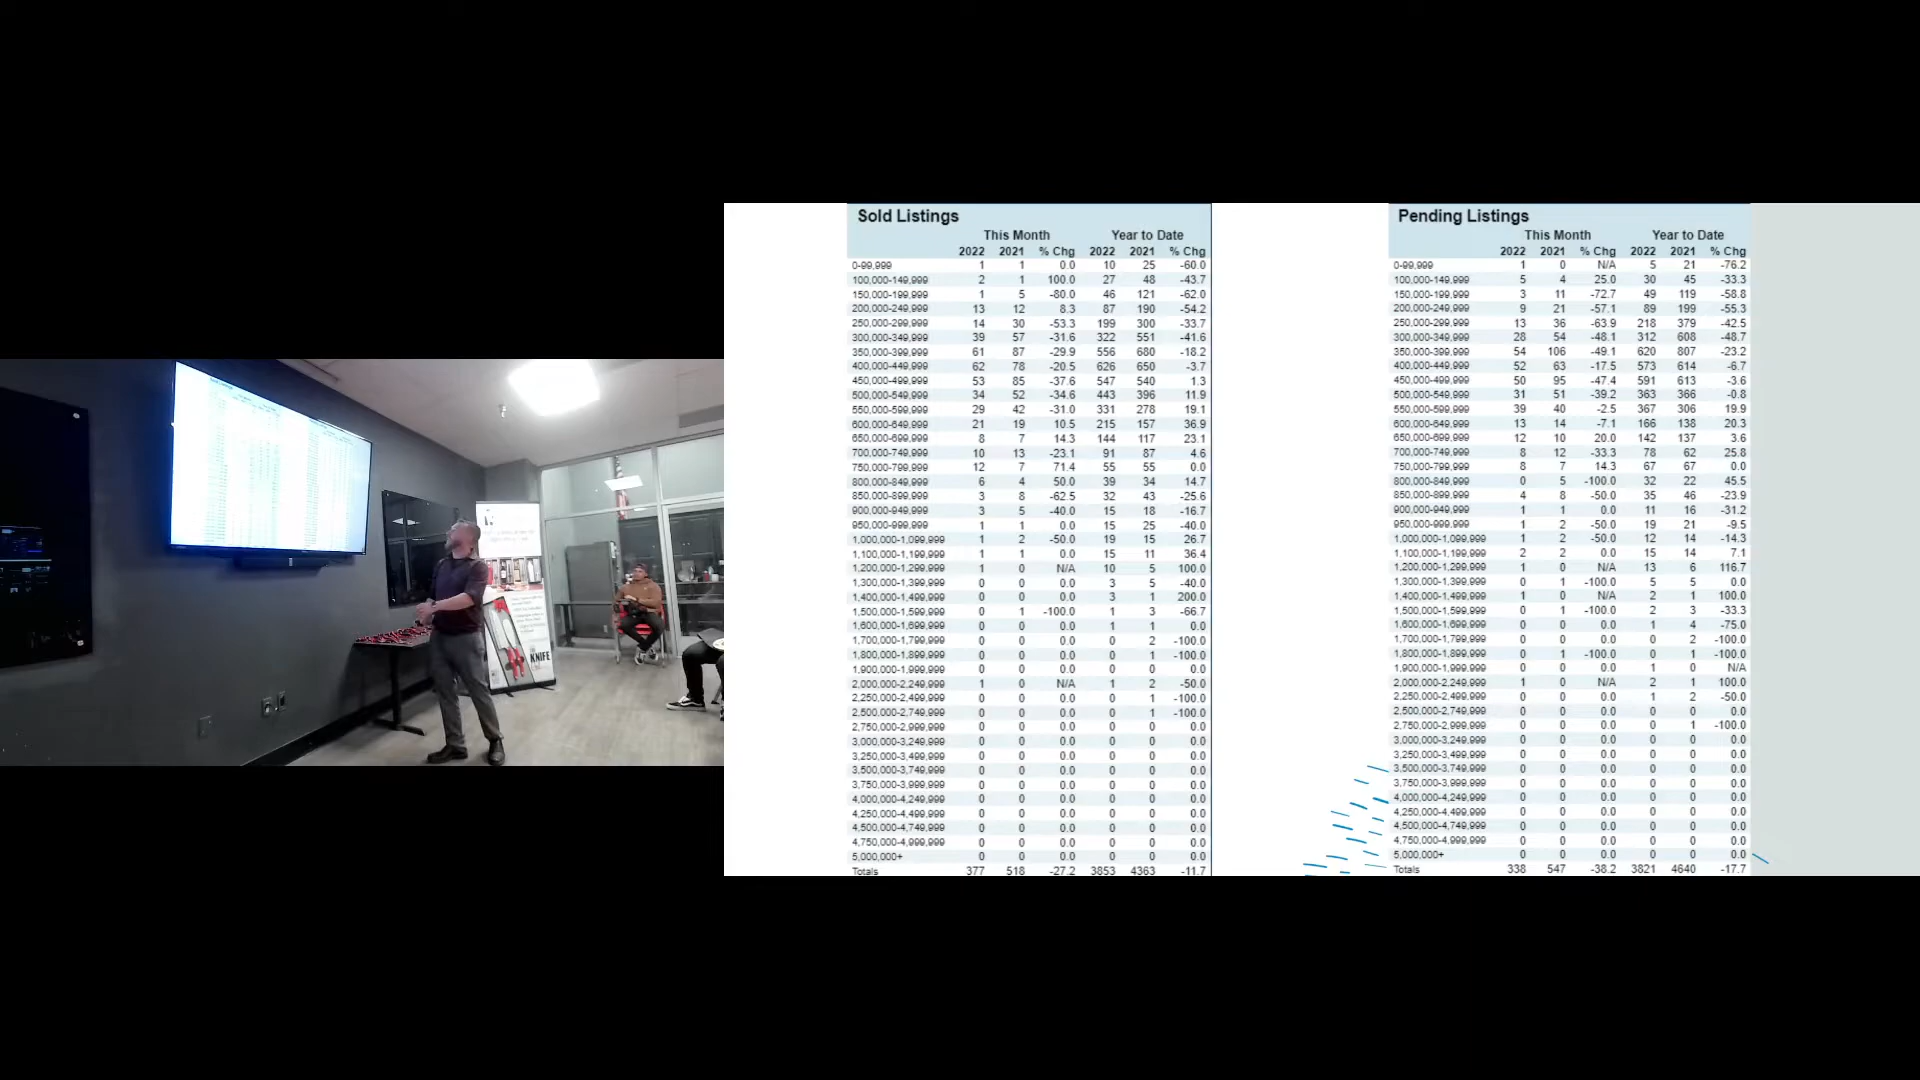 Sold Listings
This Month Year to Date
2022 2021 % Chg 2022 2021 % Chg
0-99,999 1 1 0.0 10 25 -60.0
100,000-149,999 2 1 100.0 27 48 -43.7
150,000-199,999 1 5 -80.0 46 121 -62.0
200,000-249,999 13 12 8.3 87 190 -54.2
250,000-299,999 14 30 -53.3 199 300 -33.7
300,000-349,999 39 57 -31.6 322 551 -41.6
350,000-399,999 61 87 -29.9 556 680 -18.2
400,000-449,999 62 78 -20.5 626 650 -3.7
450,000-499,999 53 85 -37.6 547 540 1.3
500,000-549,999 34 52 -34.6 443 396 11.9
550,000-599,999 29 42 -31.0 331 278 19.1
600,000-649,999 21 19 10.5 215 157 36.9
650,000-699,999 8 7 14.3 144 117 23.1
700,000-749,999 10 13 -23.1 91 87 4.6
750,000-799,999 12 7 71.4 55 55 0.0
800,000-849,999 6 4 50.0 39 34 14.7
850,000-899,999 3 8 -62.5 32 43 -25.6
900,000-949,999 3 5 -40.0 15 18 -16.7
950,000-999,999 1 1 0.0 15 25 -40.0
1,000,000-1,099,999 1 2 -50.0 19 15 26.7
1,100,000-1,199,999 1 1 0.0 15 11 36.4
1,200,000-1,299,999 1 0 N/A 10 5 100.0
1,300,000-1,399,999 0 0 0.0 3 5 -40.0
1,400,000-1,499,999 0 0 0.0 3 1 200.0
1,500,000-1,599,999 0 1 -100.0 1 3 -66.7
1,600,000-1,699,999 0 0 0.0 1 1 0.0
1,700,000-1,799,999 0 0 0.0 0 2 -100.0
1,800,000-1,899,999 0 0 0.0 0 1 -100.0
1,900,000-1,999,999 0 0 0.0 0 0 0.0
2,000,000-2,249,999 1 0 N/A 1 2 -50.0
2,250,000-2,499,999 0 0 0.0 0 1 -100.0
2,500,000-2,749,999 0 0 0.0 0 1 -100.0
2,750,000-2,999,999 0 0 0.0 0 0 0.0
3,000,000-3,249,999 0 0 0.0 0 0 0.0
3,250,000-3,499,999 0 0 0.0 0 0 0.0
3,500,000-3,749,999 0 0 0.0 0 0 0.0
3,750,000-3,999,999 0 0 0.0 0 0 0.0
4,000,000-4,249,999 0 0 0.0 0 0 0.0
4,250,000-4,499,999 0 0 0.0 0 0 0.0
4,500,000-4,749,999 0 0 0.0 0 0 0.0
4,750,000-4,999,999 0 0 0.0 0 0 0.0
5,000,000+ 0 0 0.0 0 0 0.0
Totals 377 518 -27.2 3853 4363 -11.7
Pending Listings
This Month Year to Date
2022 2021 % Chg 2022 2021 % Chg
0-99,999 1 0 N/A 5 21 -76.2
100,000-149,999 5 4 25.0 30 45 -33.3
150,000-199,999 3 11 -72.7 49 119 -58.8
200,000-249,999 9 21 -57.1 89 199 -55.3
250,000-299,999 13 36 -63.9 218 379 -42.5
300,000-349,999 28 54 -48.1 312 608 -48.7
350,000-399,999 54 106 -49.1 620 807 -23.2
400,000-449,999 52 63 -17.5 573 614 -6.7
450,000-499,999 50 95 -47.4 591 613 -3.6
500,000-549,999 31 51 -39.2 363 366 -0.8
550,000-599,999 39 40 -2.5 367 306 19.9
600,000-649,999 13 14 -7.1 166 138 20.3
650,000-699,999 12 10 20.0 142 137 3.6
700,000-749,999 8 12 -33.3 78 62 25.8
750,000-799,999 8 7 14.3 67 67 0.0
800,000-849,999 0 5 -100.0 32 22 45.5
850,000-899,999 4 8 -50.0 35 46 -23.9
900,000-949,999 1 1 0.0 11 16 -31.2
950,000-999,999 1 2 -50.0 19 21 -9.5
1,000,000-1,099,999 1 2 -50.0 12 14 -14.3
1,100,000-1,199,999 2 2 0.0 15 14 7.1
1,200,000-1,299,999 1 0 N/A 13 6 116.7
1,300,000-1,399,999 0 1 -100.0 5 5 0.0
1,400,000-1,499,999 1 0 N/A 2 1 100.0
1,500,000-1,599,999 0 1 -100.0 2 3 -33.3
1,600,000-1,699,999 0 0 0.0 1 4 -75.0
1,700,000-1,799,999 0 0 0.0 0 2 -100.0
1,800,000-1,899,999 0 1 -100.0 0 1 -100.0
1,900,000-1,999,999 0 0 0.0 1 0 N/A
2,000,000-2,249,999 1 0 N/A 2 1 100.0
2,250,000-2,499,999 0 0 0.0 1 2 -50.0
2,500,000-2,749,999 0 0 0.0 0 0 0.0
2,750,000-2,999,999 0 0 0.0 0 1 -100.0
3,000,000-3,249,999 0 0 0.0 0 0 0.0
3,250,000-3,499,999 0 0 0.0 0 0 0.0
3,500,000-3,749,999 0 0 0.0 0 0 0.0
3,750,000-3,999,999 0 0 0.0 0 0 0.0
4,000,000-4,249,999 0 0 0.0 0 0 0.0
4,250,000-4,499,999 0 0 0.0 0 0 0.0
4,500,000-4,749,999 0 0 0.0 0 0 0.0
4,750,000-4,999,999 0 0 0.0 0 0 0.0
5,000,000+ 0 0 0.0 0 0 0.0
Totals 338 547 -38.2 3821 4640 -17.7
KNIFE